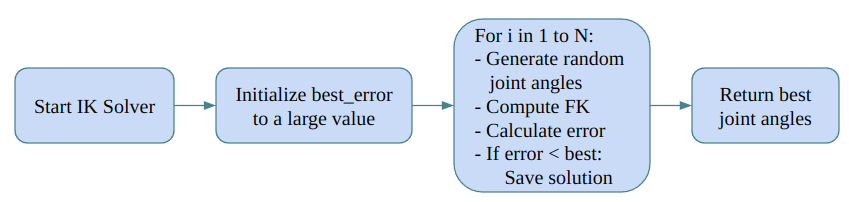 Start IK Solver
Initialize best_error
to a large value
For i in 1 to N:
- Generate random
joint angles
- Compute FK
- Calculate error
- If error < best:
Save solution
Return best
joint angles